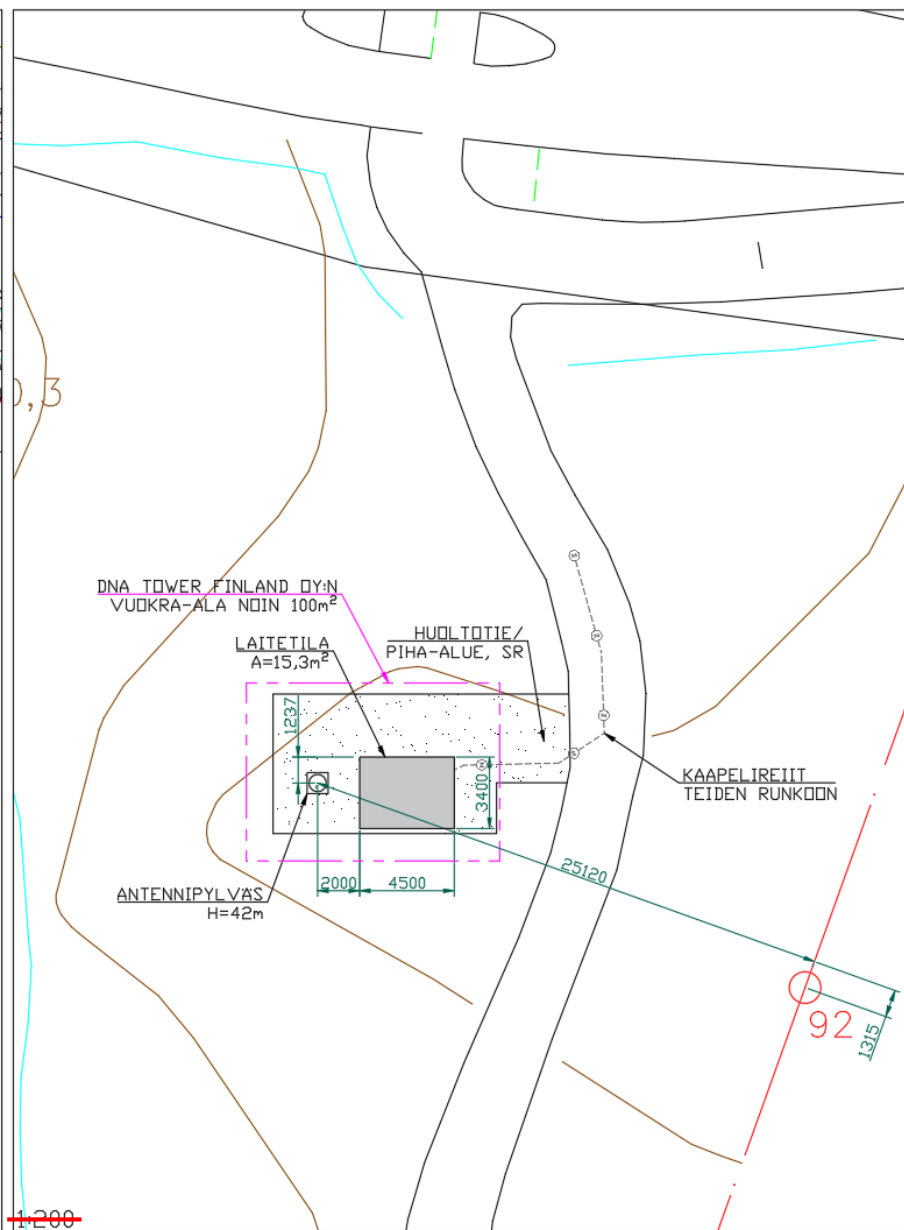 0,3
DNA TOWER FINLAND OY:N
VUOKRA-ALA NOIN 100m²
LAITETILA
A=15,3m²
HUOLTOTIE/
PIHA-ALUE, SR
1237
3400
KAAPELIREIIT
TEIDEN RUNKOON
25120
2000
4500
ANTENNIPYLVÄS
H=42m
92
1315
1:200